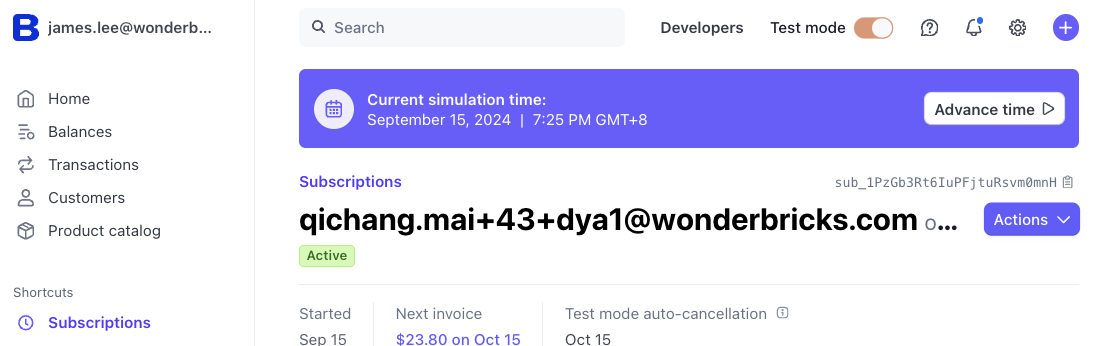 B james.lee@wonderb...
Search
Developers
Test mode
Home
Balances
Transactions
Customers
Product catalog
Shortcuts
Subscriptions
Current simulation time:
September 15, 2024 | 7:25 PM GMT+8
Advance time
Subscriptions
sub_1PzGb3Rt6IuPFjtuRsvm0mnH
qichang.mai+43+dya1@wonderbricks.com o...
Actions
Active
Started
Sep 15
Next invoice
$23.80 on Oct 15
Test mode auto-cancellation
Oct 15